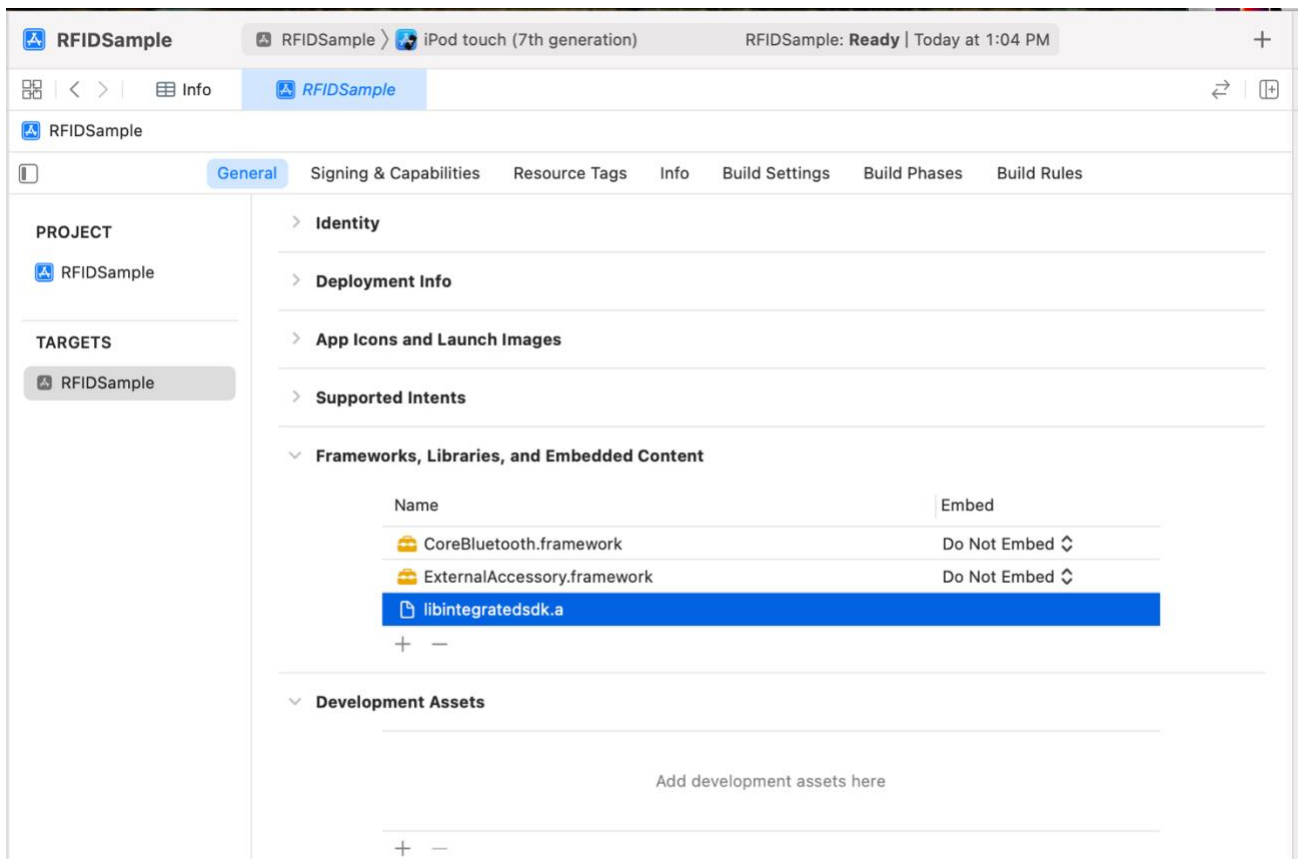 RFIDSample RFIDSample 〉 iPod touch (7th generation) RFIDSample: Ready | Today at 1:04 PM
Info RFIDSample
RFIDSample
General Signing & Capabilities Resource Tags Info Build Settings Build Phases Build Rules
PROJECT
RFIDSample
TARGETS
RFIDSample
Identity
Deployment Info
App Icons and Launch Images
Supported Intents
Frameworks, Libraries, and Embedded Content
Name Embed
CoreBluetooth.framework Do Not Embed
ExternalAccessory.framework Do Not Embed
libintegratedsdk.a
Development Assets
Add development assets here